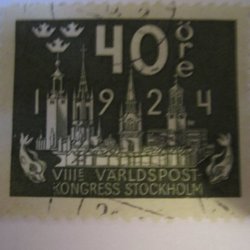 40
öre
1924
VIIIE VÄRLDSPOST-
KONGRESS STOCKHOLM